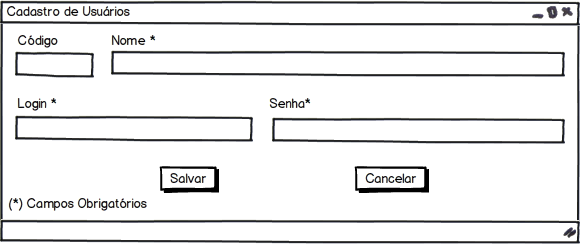 Cadastro de Usuários
Código Nome *
Login * Senha*
Salvar Cancelar
(*) Campos Obrigatórios